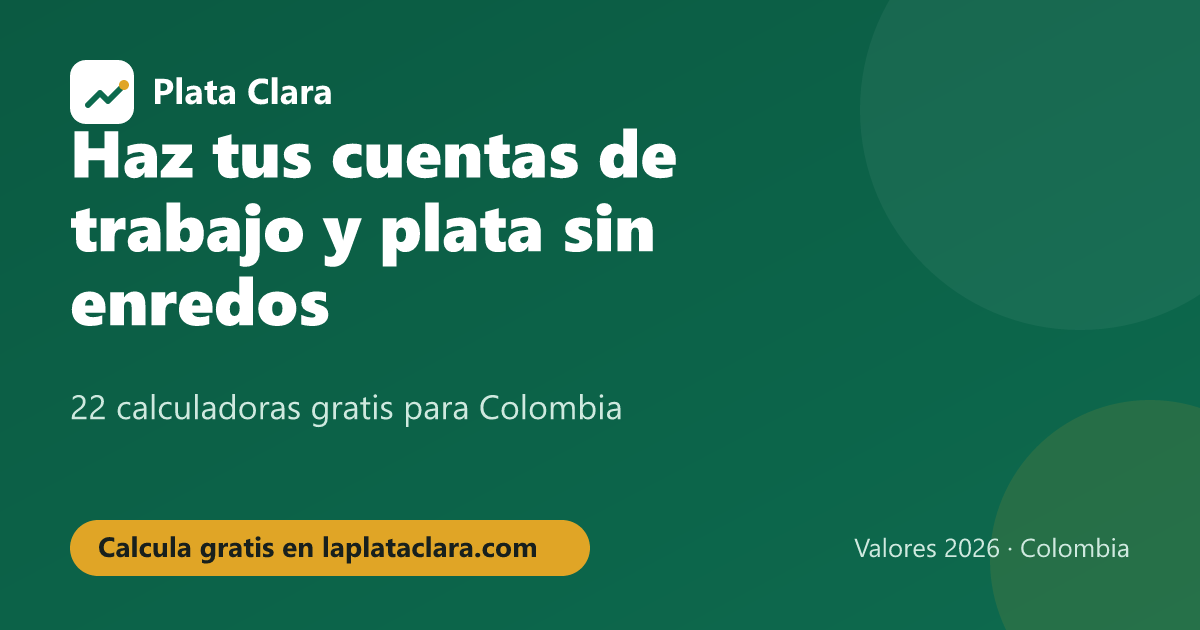 Plata Clara
Haz tus cuentas de
trabajo y plata sin
enredos
22 calculadoras gratis para Colombia
Calcula gratis en laplataclara.com
Valores 2026 · Colombia